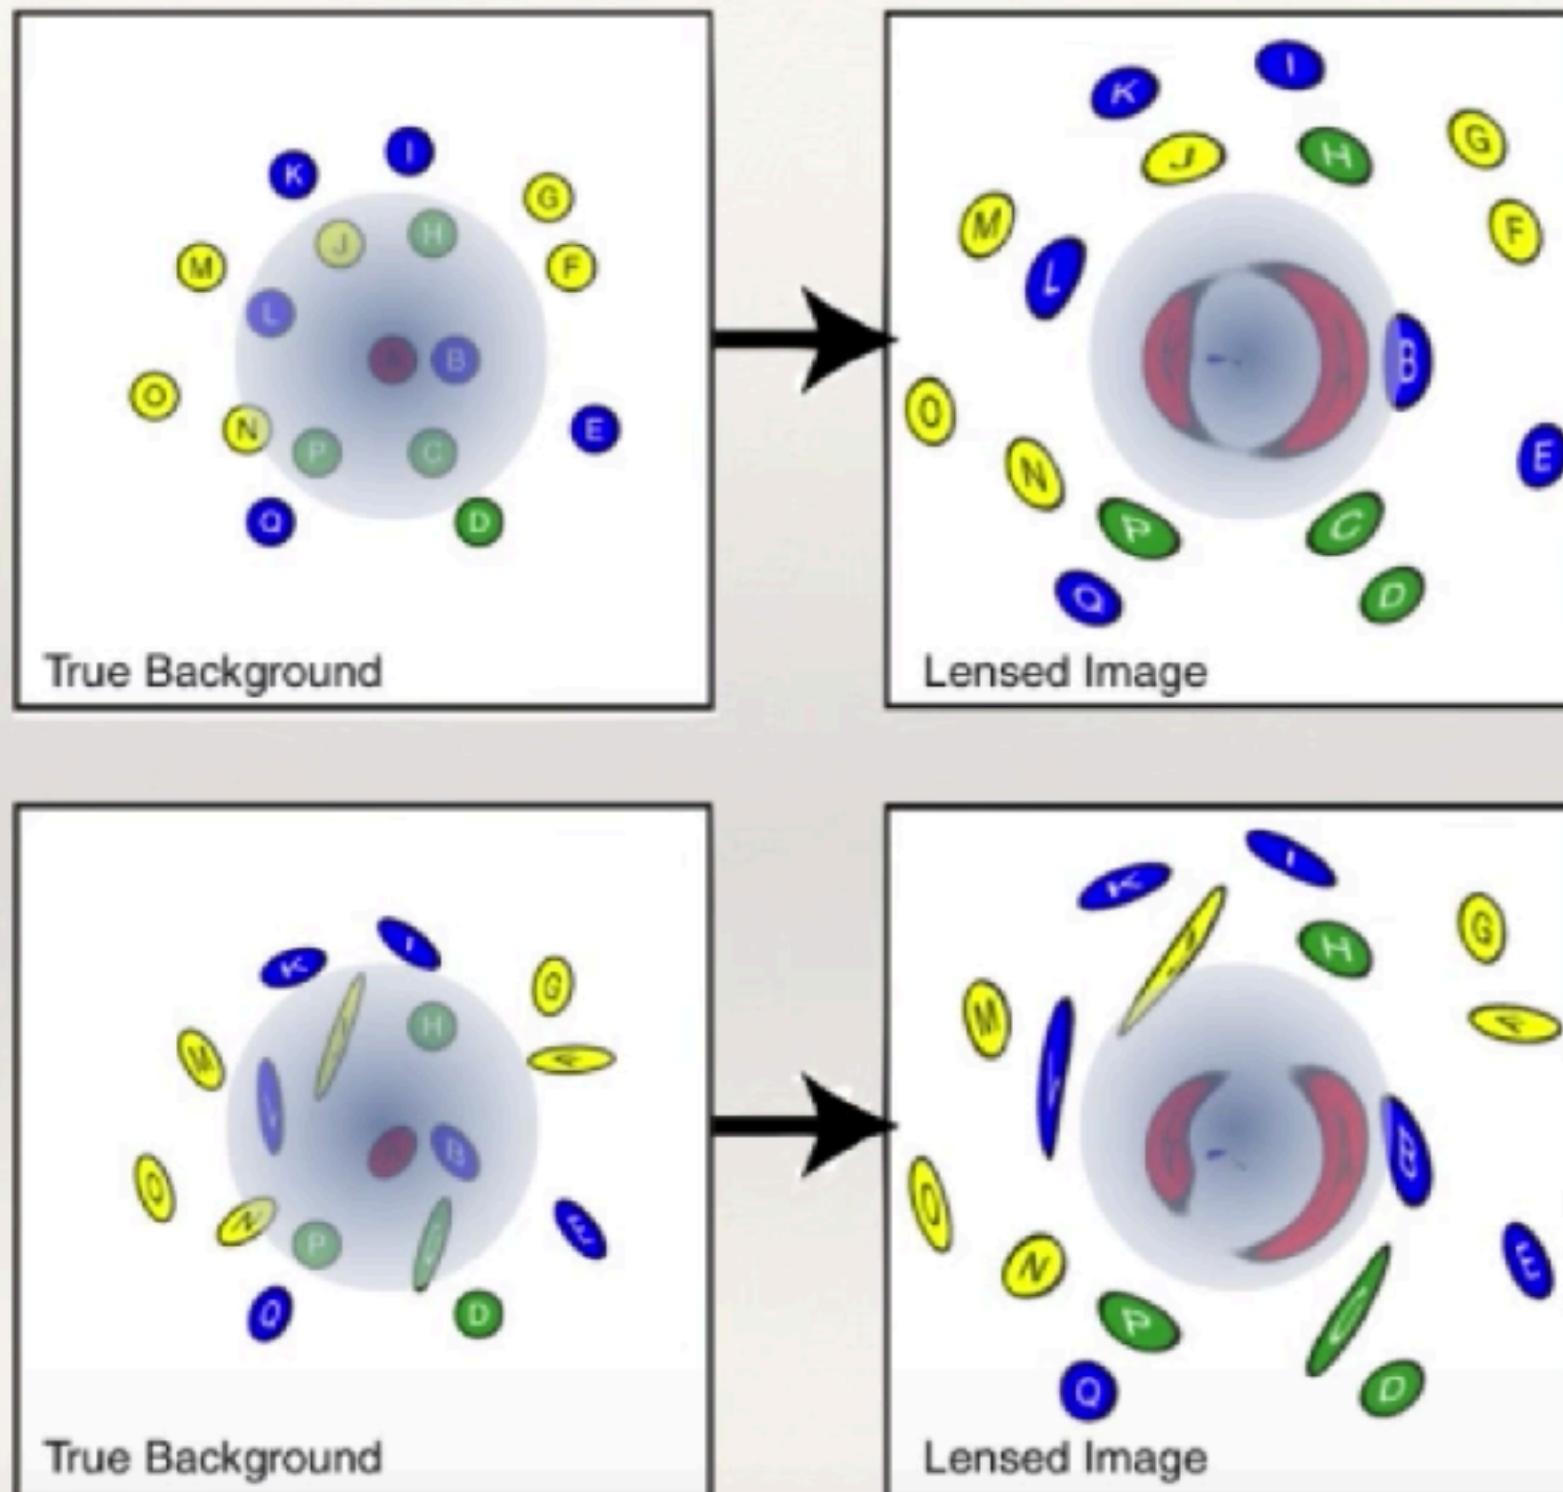 K I G
M J H F
L
A B
O N P C E
Q D
True Background
K I G
M J H F
L
B
O N P C E
Q D
Lensed Image
K I G
M H
B
O N P E
Q D
True Background
K I G
M J H
B
O N P C E
Q D
Lensed Image